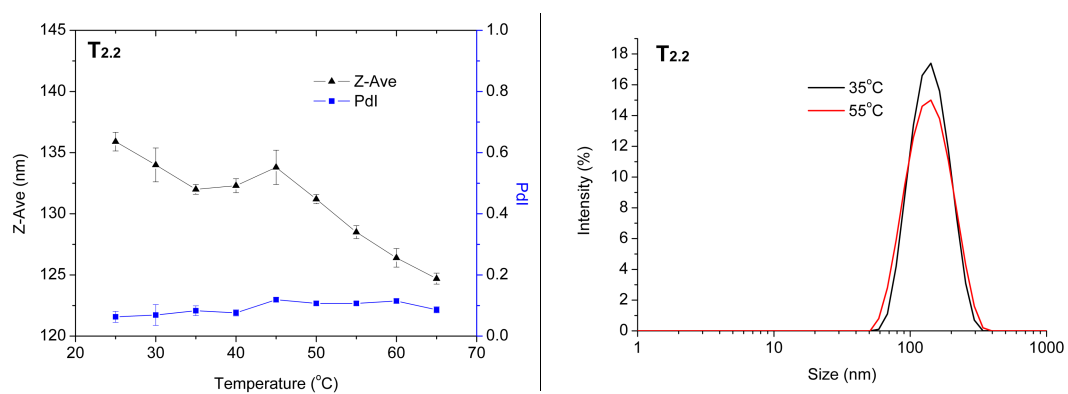 T2.2
Z-Ave
PdI
145
140
135
130
125
120
Z-Ave (nm)
1.0
0.8
0.6
0.4
0.2
0.0
PdI
20 30 40 50 60 70
Temperature (°C)
T2.2
35°C
55°C
18
16
14
12
10
8
6
4
2
0
Intensity (%)
1 10 100 1000
Size (nm)